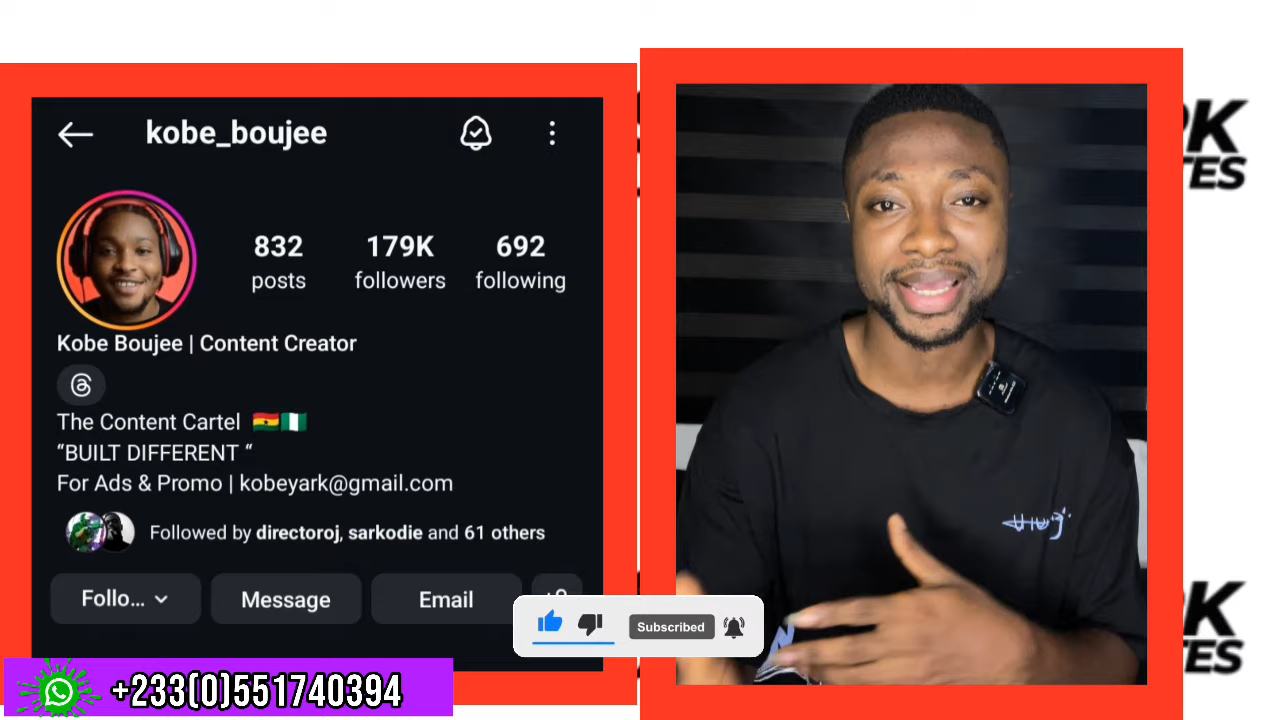 kobe_boujee
832
179K
692
posts
followers
following
Kobe Boujee | Content Creator
The Content Cartel 🇬🇭🇳🇬
“BUILT DIFFERENT “
For Ads & Promo | kobeyark@gmail.com
Followed by directoroj, sarkodie and 61 others
Follo...
Message
Email
Subscribed
+233(0)551740394